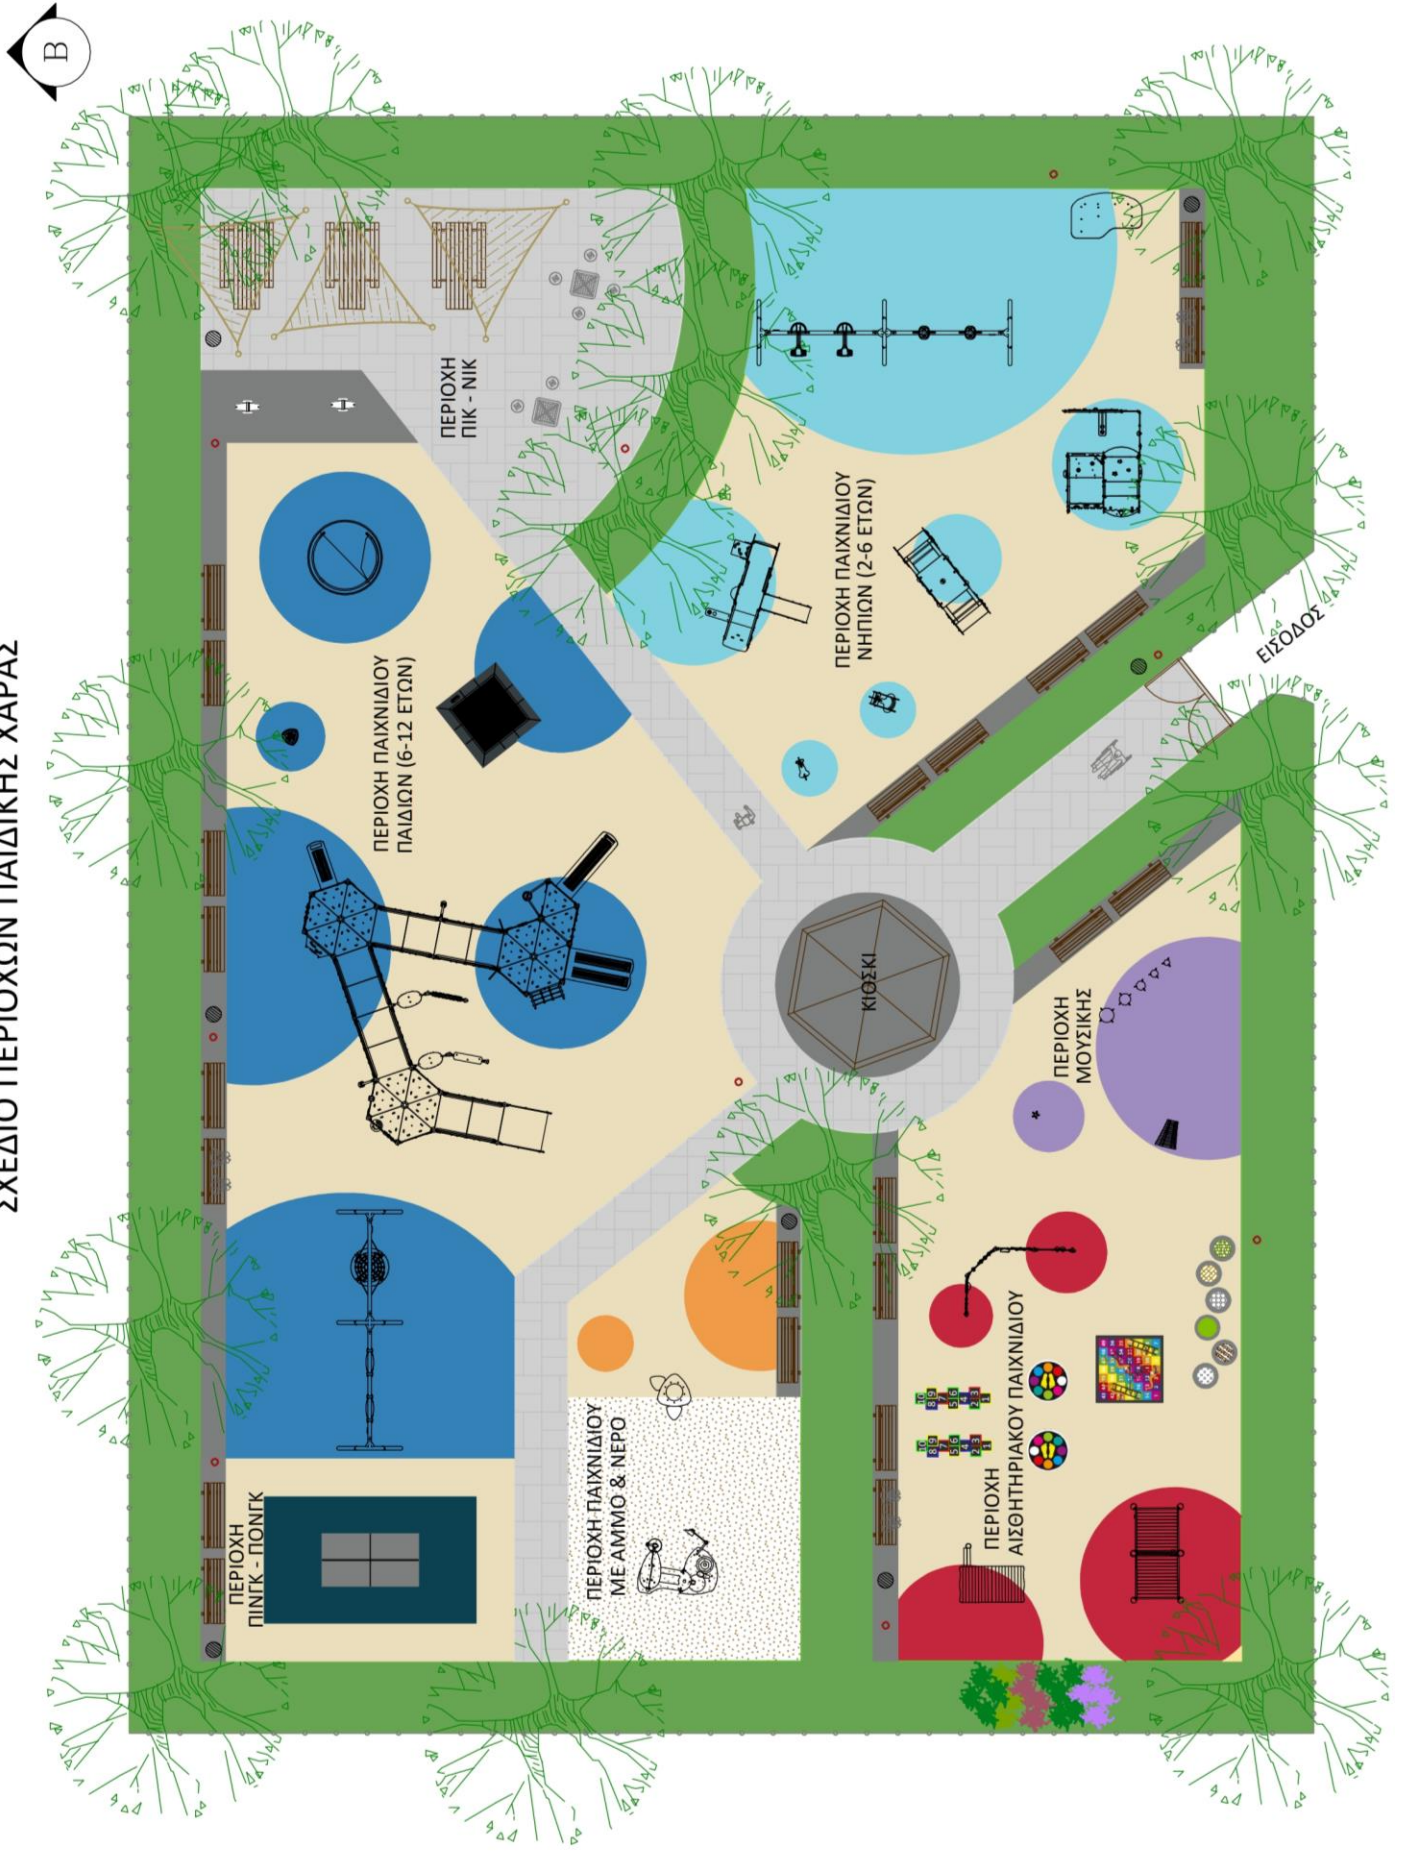 ΣΧΕΔΙΟ ΠΕΡΙΟΧΩΝ ΠΑΙΔΙΚΗΣ ΧΑΡΑΣ
Β
ΠΕΡΙΟΧΗ
ΠΙΝΓΚ - ΠΟΝΓΚ
ΠΕΡΙΟΧΗ ΠΑΙΧΝΙΔΙΟΥ
ΠΑΙΔΙΩΝ (6-12 ΕΤΩΝ)
ΠΕΡΙΟΧΗ
ΠΙΚ - ΝΙΚ
ΠΕΡΙΟΧΗ ΠΑΙΧΝΙΔΙΟΥ
ΜΕ ΑΜΜΟ & ΝΕΡΟ
ΚΙΟΣΚΙ
ΠΕΡΙΟΧΗ ΠΑΙΧΝΙΔΙΟΥ
ΝΗΠΙΩΝ (2-6 ΕΤΩΝ)
ΠΕΡΙΟΧΗ
ΑΙΣΘΗΤΗΡΙΑΚΟΥ ΠΑΙΧΝΙΔΙΟΥ
ΠΕΡΙΟΧΗ
ΜΟΥΣΙΚΗΣ
ΕΙΣΟΔΟΣ